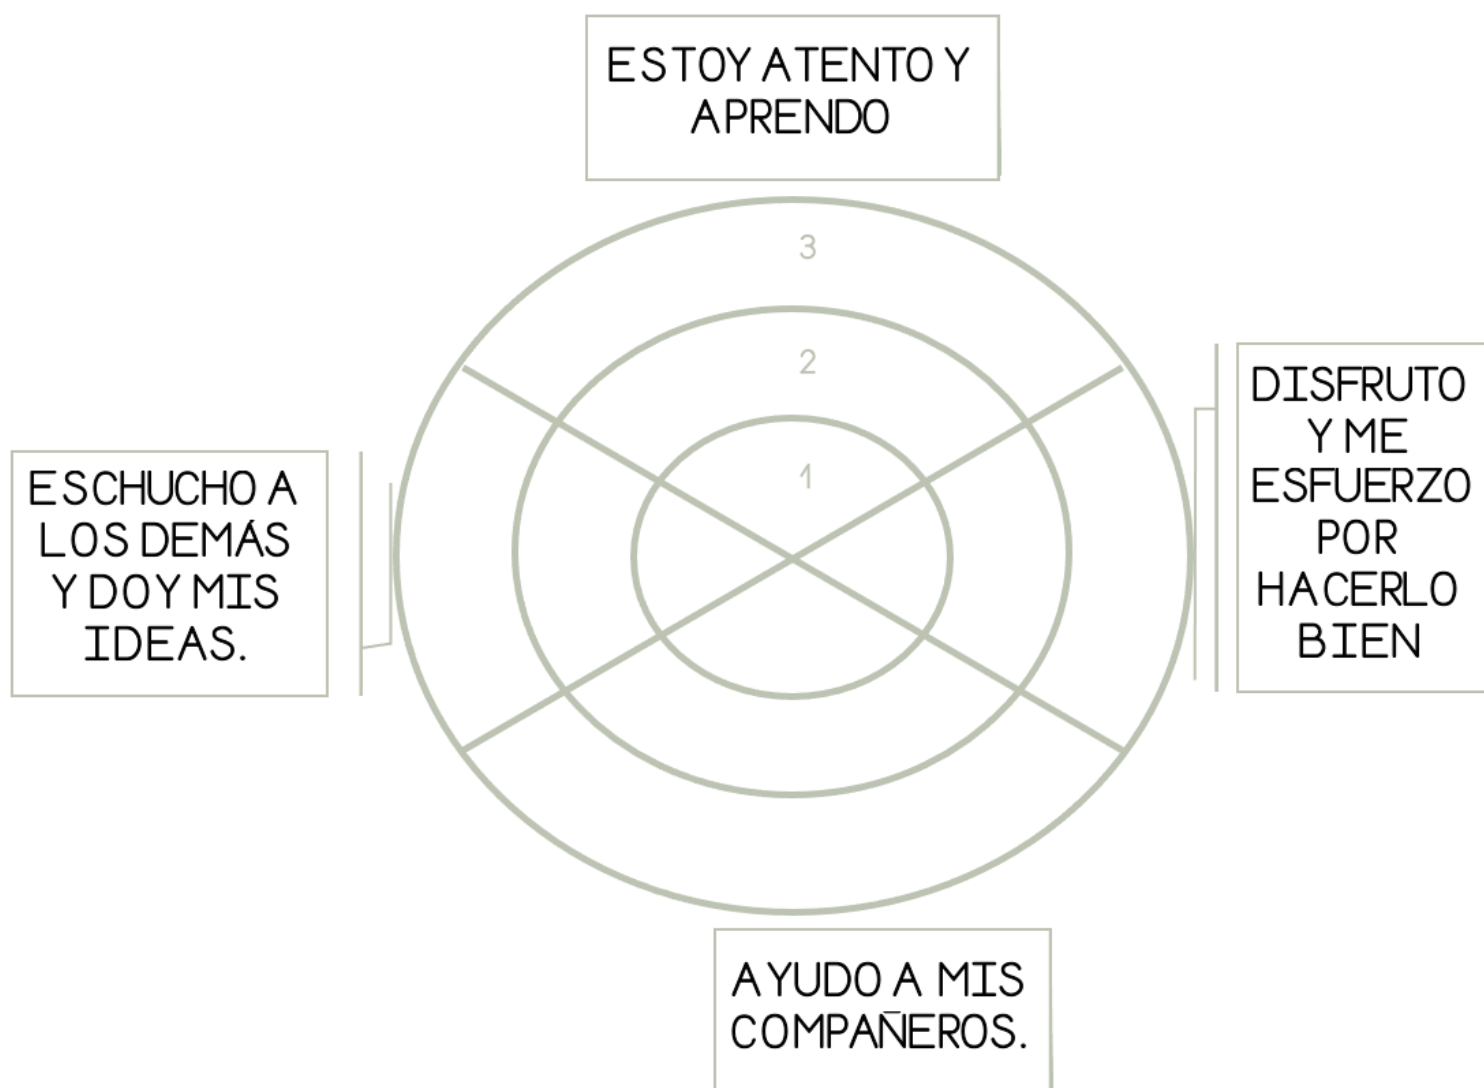 ESTOY ATENTO Y
APRENDO
3
2
1
ESCHUCHO A
LOS DEMÁS
Y DOY MIS
IDEAS.
DISFRUTO
Y ME
ESFUERZO
POR
HACERLO
BIEN
AYUDO A MIS
COMPAÑEROS.